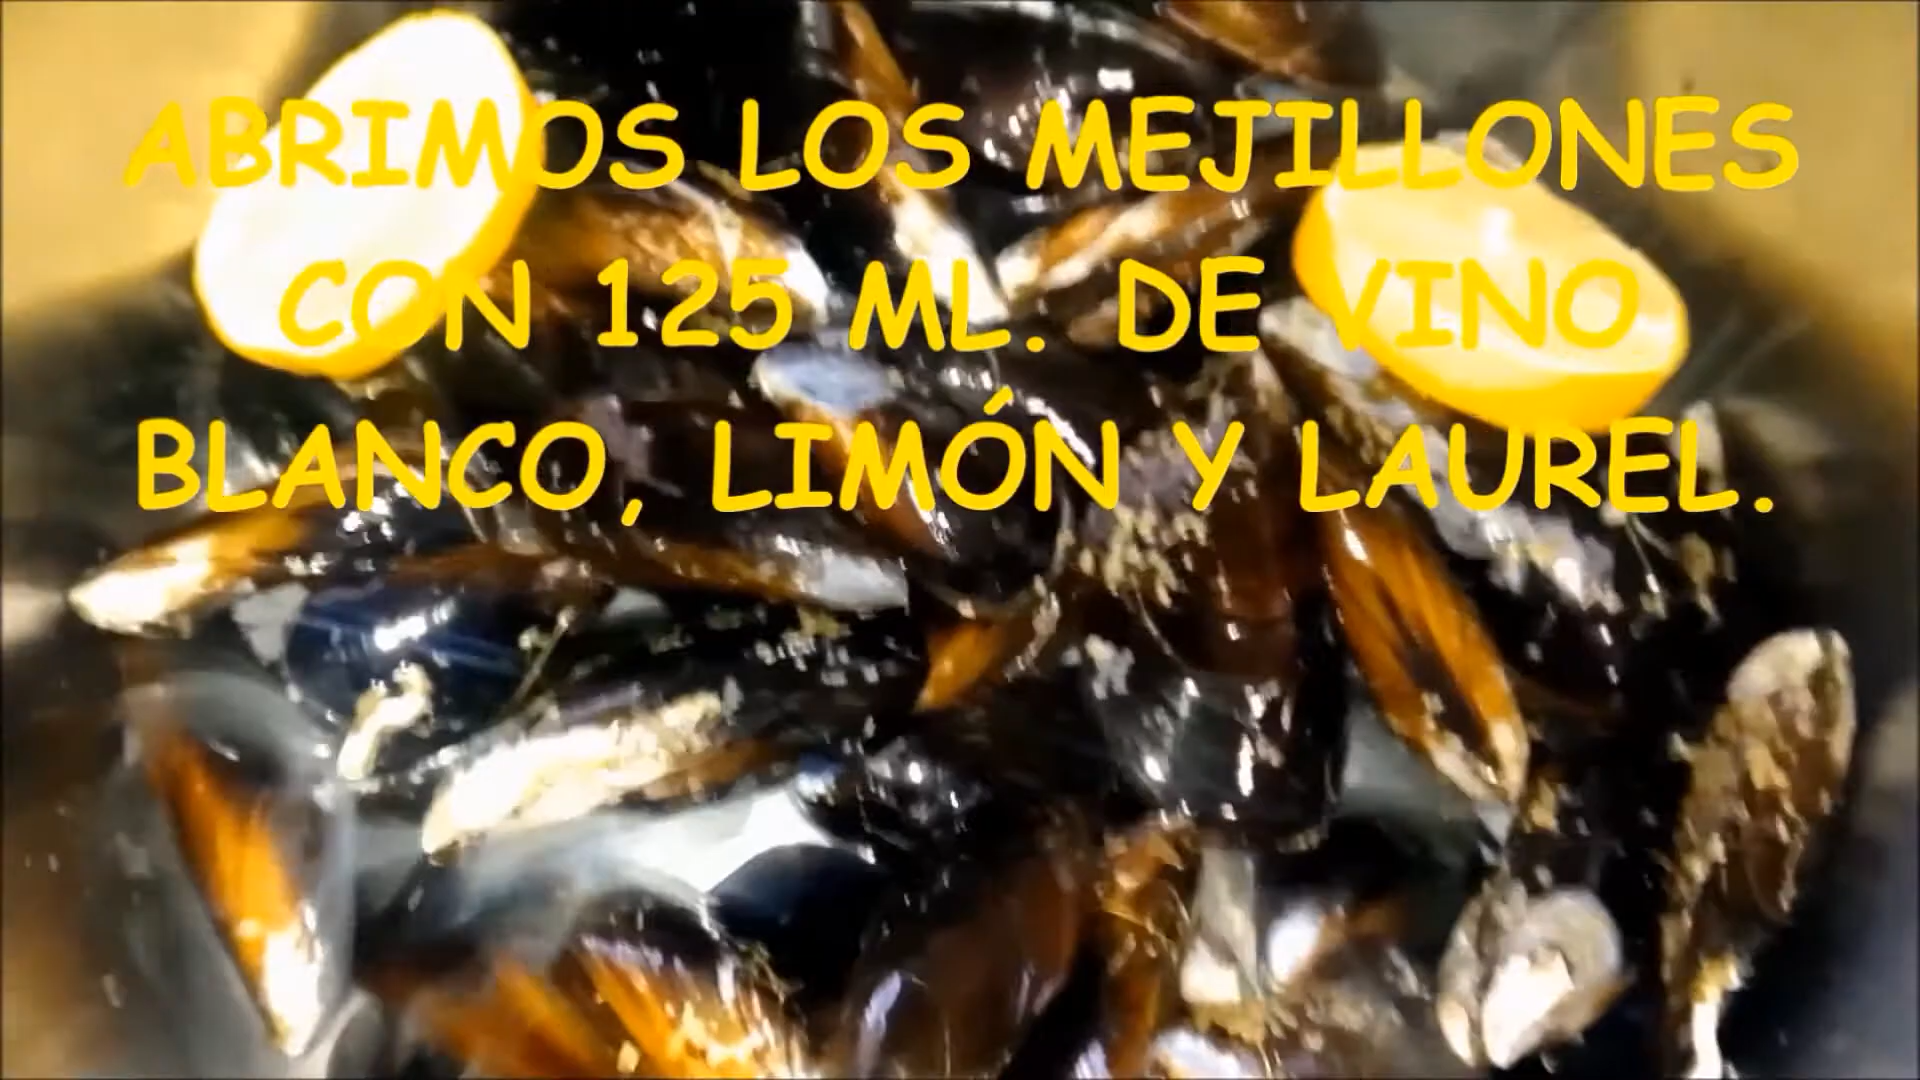 ABRIMOS LOS MEJILLONES
CON 125 ML. DE VINO
BLANCO, LIMÓN Y LAUREL.